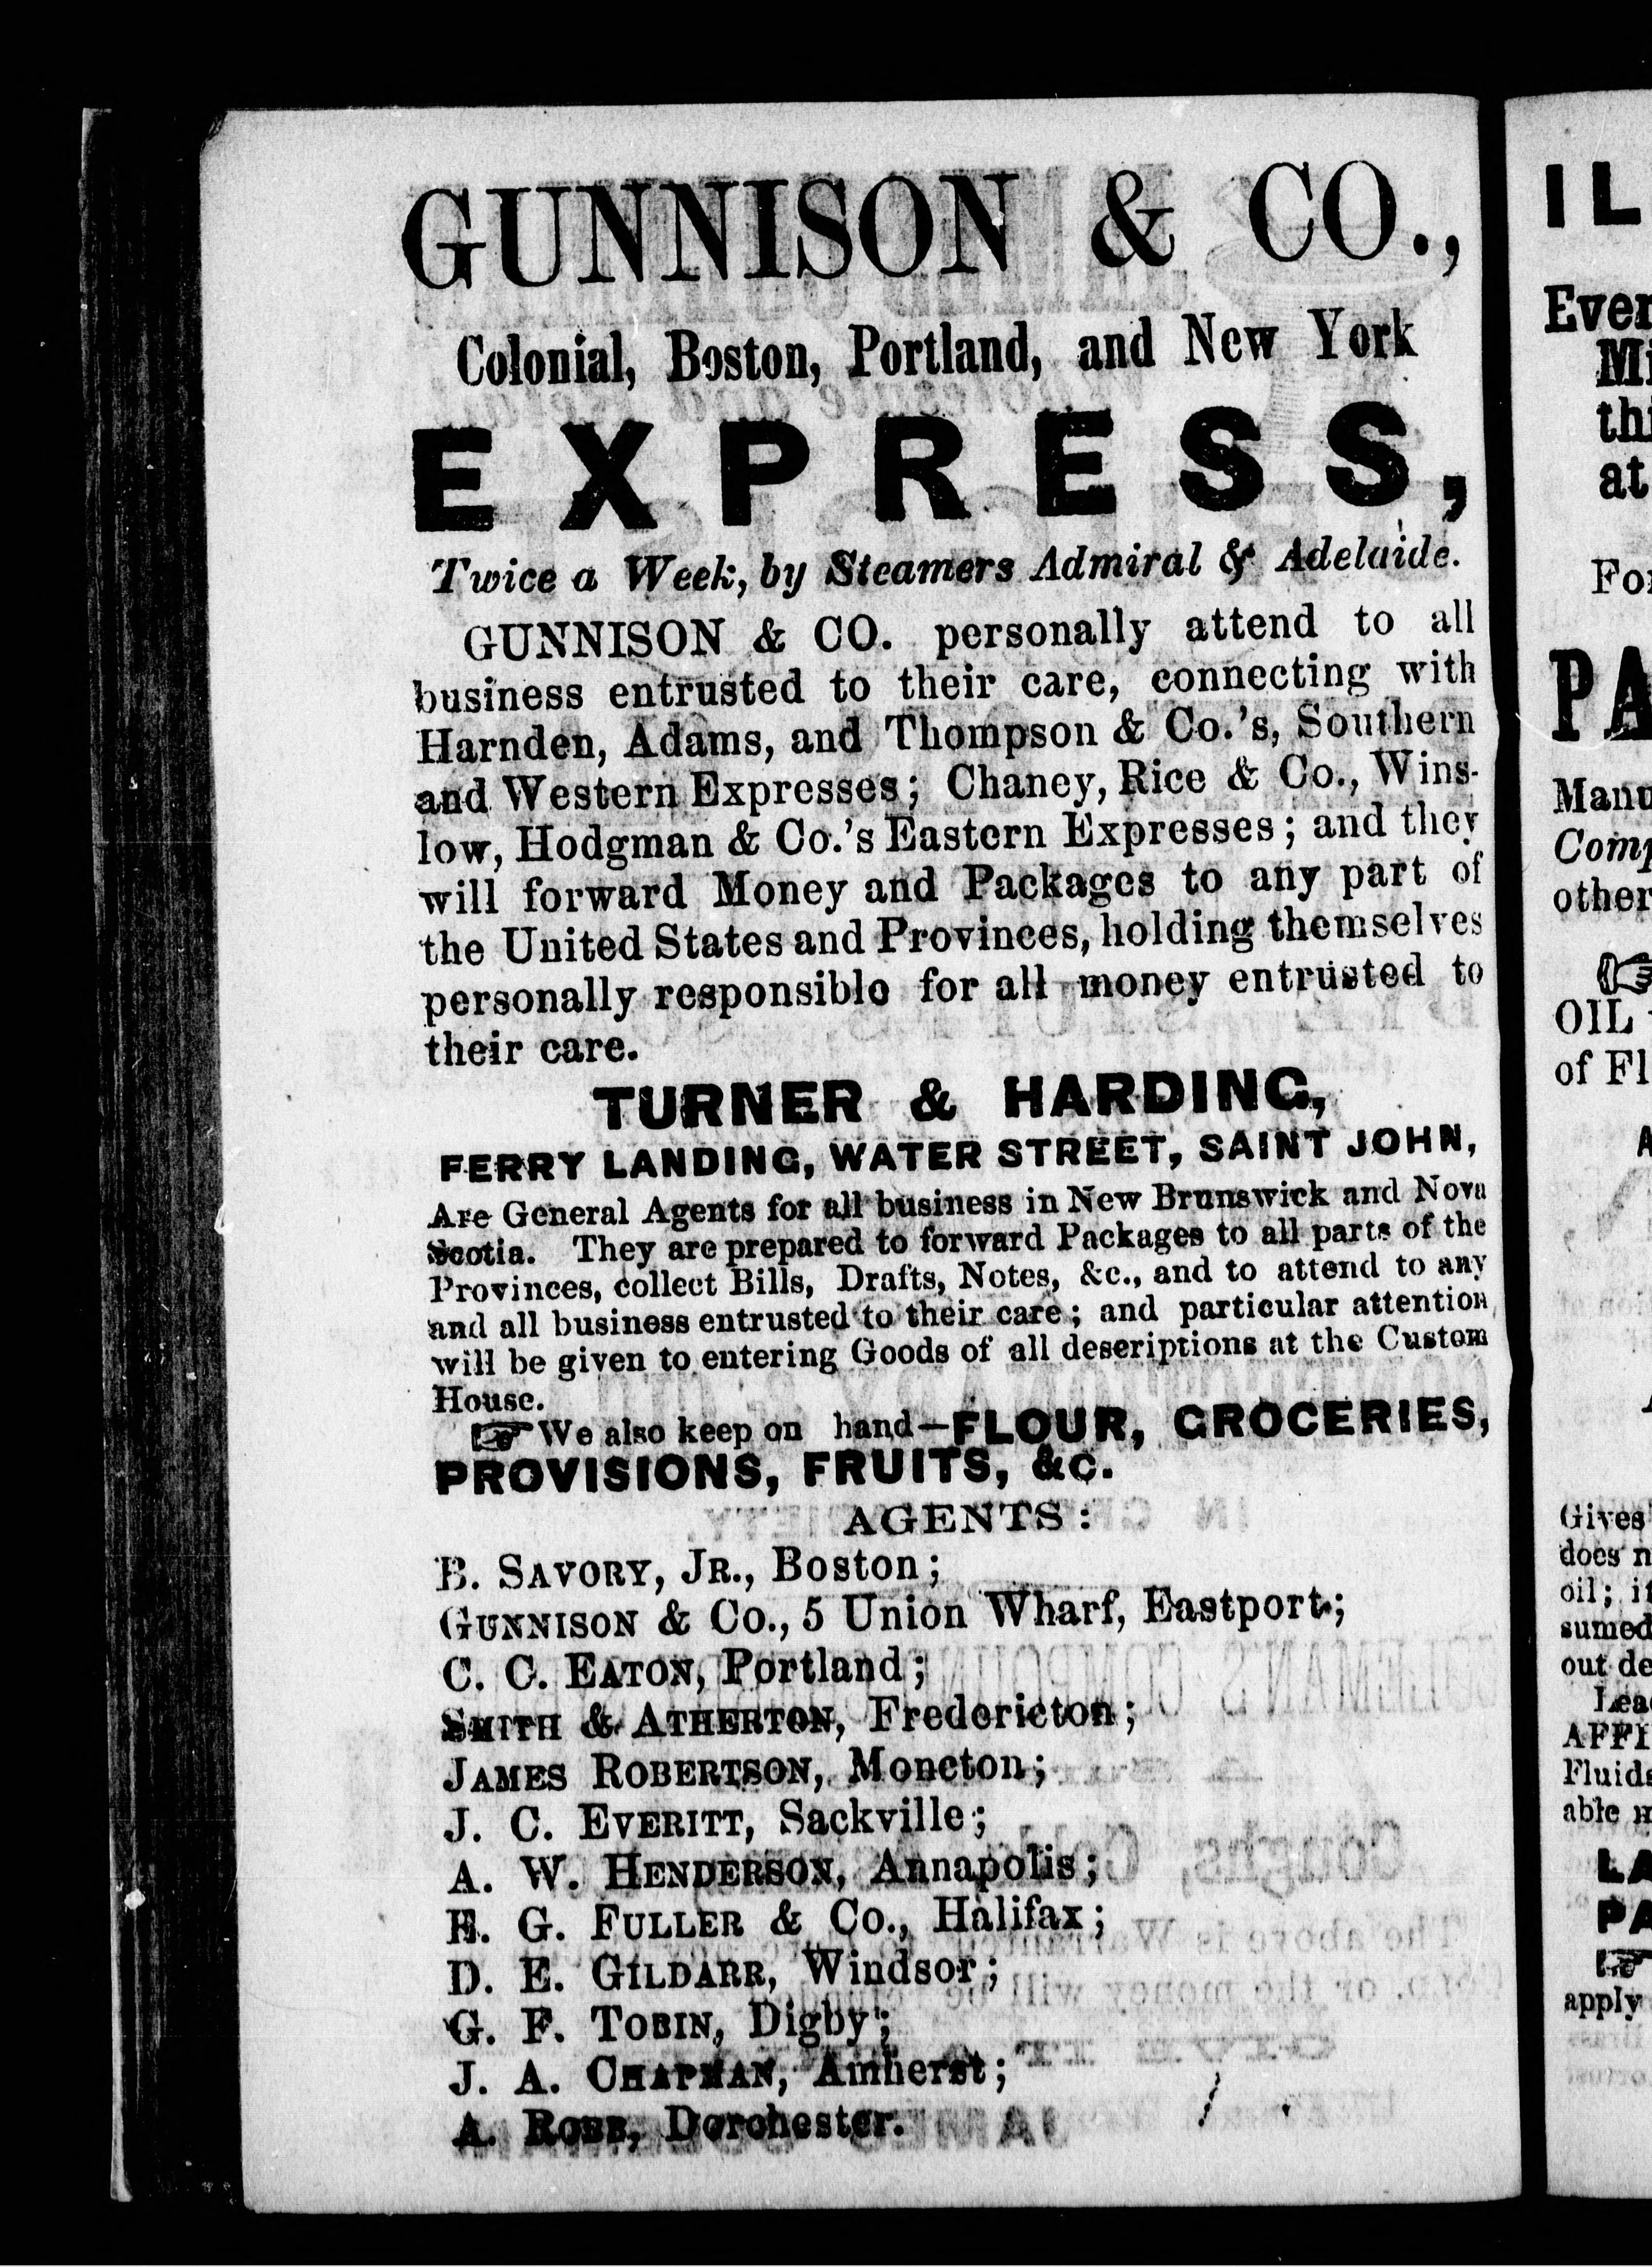 GUNNISON & CO.,
Colonial, Boston, Portland, and New York
EXPRESS,
Twice a Week, by Steamers Admiral & Adelaide.
GUNNISON & CO. personally attend to all
business entrusted to their care, connecting with
Harnden, Adams, and Thompson & Co.'s, Southern
and Western Expresses; Chaney, Rice & Co., Wins-
low, Hodgman & Co.'s Eastern Expresses; and they
will forward Money and Packages to any part of
the United States and Provinces, holding themselves
personally responsible for all money entrusted to
their care.
TURNER & HARDING,
FERRY LANDING, WATER STREET, SAINT JOHN,
Are General Agents for all business in New Brunswick and Nova
Scotia. They are prepared to forward Packages to all parts of the
Provinces, collect Bills, Drafts, Notes, &c., and to attend to any
and all business entrusted to their care; and particular attention
will be given to entering Goods of all descriptions at the Custom
House.
☞ We also keep on hand—FLOUR, GROCERIES,
PROVISIONS, FRUITS, &c.
AGENTS:
B. SAVORY, JR., Boston;
GUNNISON & CO., 5 Union Wharf, Eastport;
C. C. EATON, Portland;
SMITH & ATHERTON, Fredericton;
JAMES ROBERTSON, Moncton;
J. C. EVERITT, Sackville;
A. W. HENDERSON, Annapolis;
E. G. FULLER & CO., Halifax;
D. E. GILDARR, Windsor;
G. F. TOBIN, Digby;
J. A. CHAPMAN, Amherst;
A. ROBB, Dorchester.
IL
Ever
Mi
thi
at
For
PA
Manu
Comp
other
☞
OIL
of Fl
A
Gives
does n
oil; it
sumed
out de
Lea
AFFI
Fluids
able
LA
PA
☞
apply